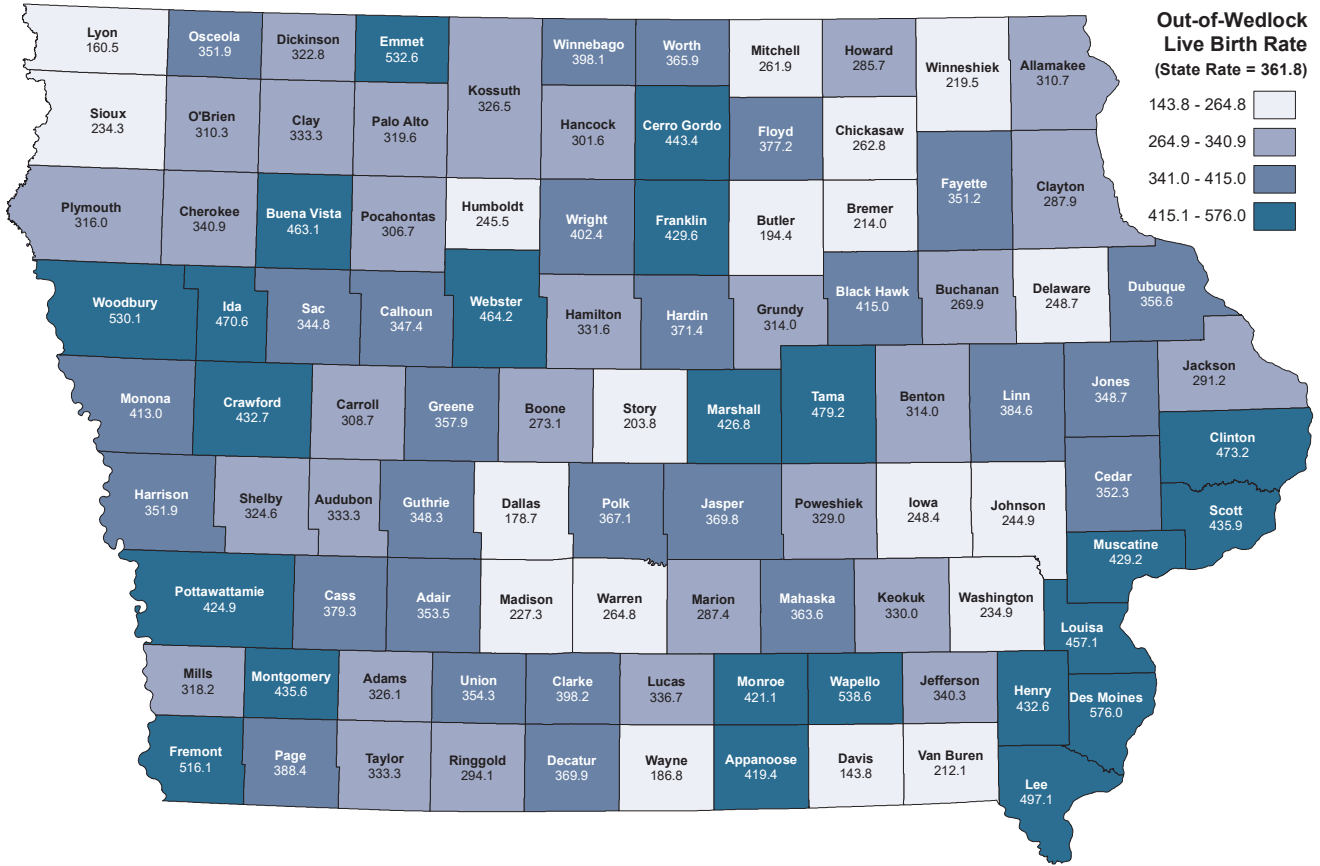 Out-of-Wedlock
Live Birth Rate
(State Rate = 361.8)
143.8 - 264.8
264.9 - 340.9
341.0 - 415.0
415.1 - 576.0
Lyon
160.5
Osceola
351.9
Dickinson
322.8
Emmet
532.6
Kossuth
326.5
Winnebago
398.1
Worth
365.9
Mitchell
261.9
Howard
285.7
Winneshiek
219.5
Allamakee
310.7
Sioux
234.3
O'Brien
310.3
Clay
333.3
Palo Alto
319.6
Hancock
301.6
Cerro Gordo
443.4
Floyd
377.2
Chickasaw
262.8
Plymouth
316.0
Cherokee
340.9
Buena Vista
463.1
Pocahontas
306.7
Humboldt
245.5
Wright
402.4
Franklin
429.6
Butler
194.4
Bremer
214.0
Fayette
351.2
Clayton
287.9
Woodbury
530.1
Ida
470.6
Sac
344.8
Calhoun
347.4
Webster
464.2
Hamilton
331.6
Hardin
371.4
Grundy
314.0
Black Hawk
415.0
Buchanan
269.9
Delaware
248.7
Dubuque
356.6
Monona
413.0
Crawford
432.7
Carroll
308.7
Greene
357.9
Boone
273.1
Story
203.8
Marshall
426.8
Tama
479.2
Benton
314.0
Linn
384.6
Jones
348.7
Jackson
291.2
Clinton
473.2
Harrison
351.9
Shelby
324.6
Audubon
333.3
Guthrie
348.3
Dallas
178.7
Polk
367.1
Jasper
369.8
Poweshiek
329.0
Iowa
248.4
Johnson
244.9
Cedar
352.3
Scott
435.9
Muscatine
429.2
Pottawattamie
424.9
Cass
379.3
Adair
353.5
Madison
227.3
Warren
264.8
Marion
287.4
Mahaska
363.6
Keokuk
330.0
Washington
234.9
Louisa
457.1
Mills
318.2
Montgomery
435.6
Adams
326.1
Union
354.3
Clarke
398.2
Lucas
336.7
Monroe
421.1
Wapello
538.6
Jefferson
340.3
Henry
432.6
Des Moines
576.0
Fremont
516.1
Page
388.4
Taylor
333.3
Ringgold
294.1
Decatur
369.9
Wayne
186.8
Appanoose
419.4
Davis
143.8
Van Buren
212.1
Lee
497.1